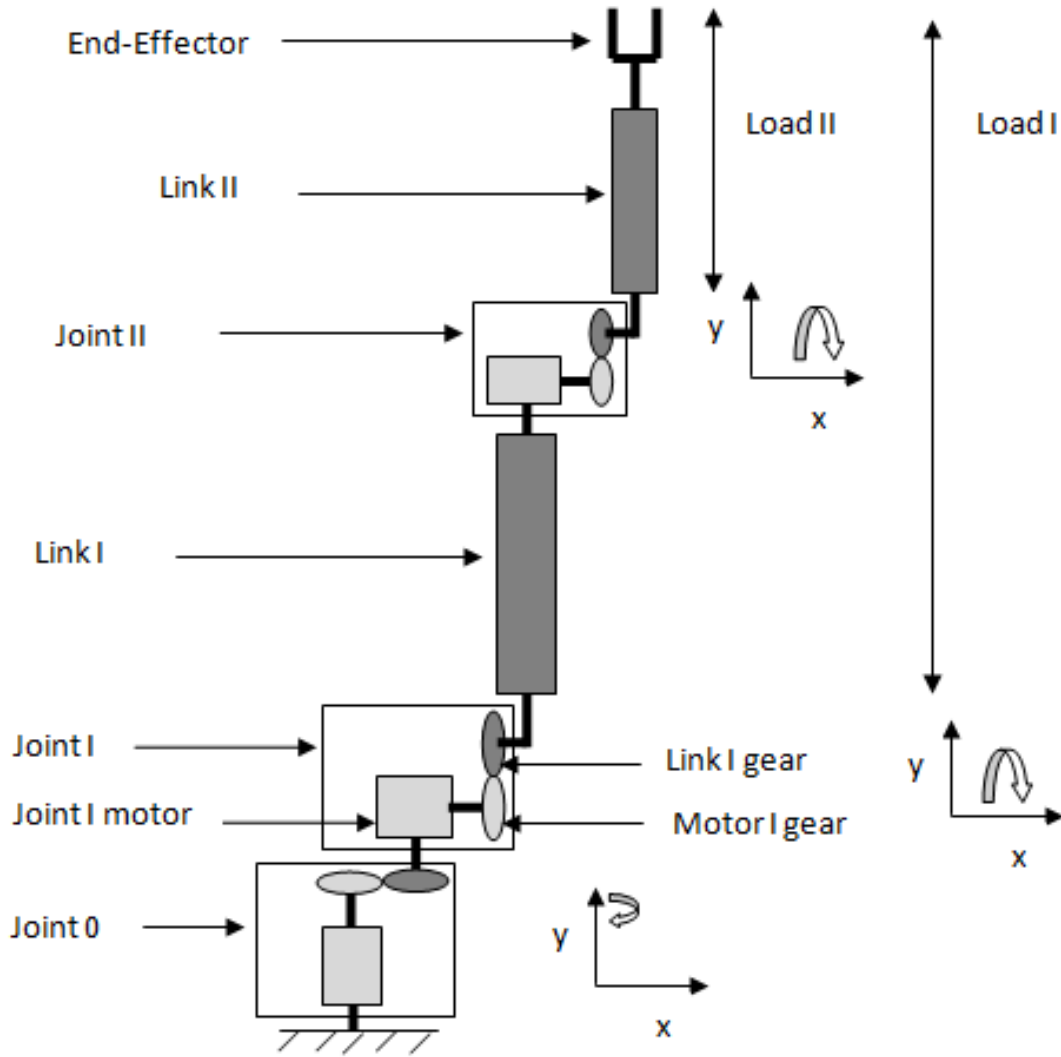 End-Effector
Load II
Load I
Link II
Joint II
y
x
Link I
Joint I
Link I gear
y
Joint I motor
Motor I gear
x
Joint 0
y
x